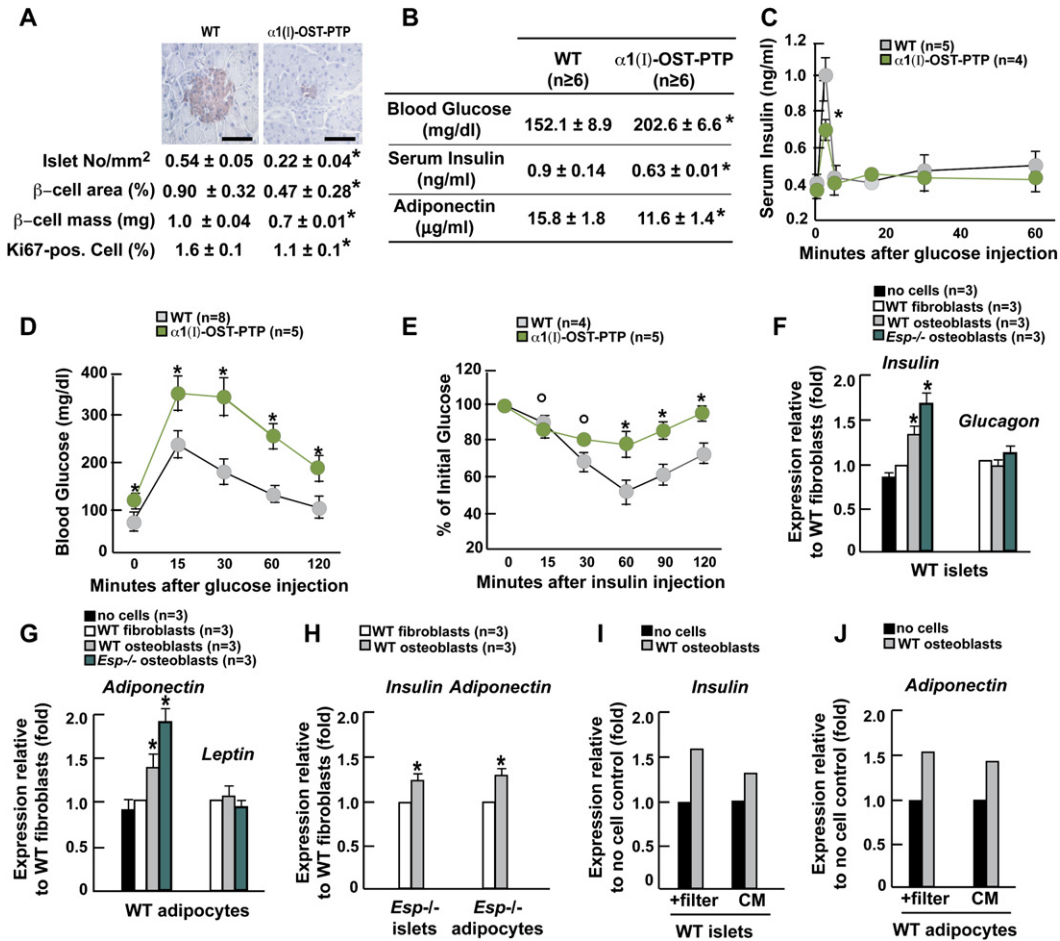 A
WT α1(I)-OST-PTP
Islet No/mm2 0.54 ± 0.05 0.22 ± 0.04*
β-cell area (%) 0.90 ± 0.32 0.47 ± 0.28*
β-cell mass (mg) 1.0 ± 0.04 0.7 ± 0.01*
Ki67-pos. Cell (%) 1.6 ± 0.1 1.1 ± 0.1*
B
WT α1(I)-OST-PTP
(n≥6) (n≥6)
Blood Glucose
(mg/dl) 152.1 ± 8.9 202.6 ± 6.6*
Serum Insulin
(ng/ml) 0.9 ± 0.14 0.63 ± 0.01*
Adiponectin
(µg/ml) 15.8 ± 1.8 11.6 ± 1.4*
C
WT (n=5)
α1(I)-OST-PTP (n=4)
Serum Insulin (ng/ml)
1.2
1.0
0.8
0.6
0.4
0.2
*
0 20 40 60
Minutes after glucose injection
D
WT (n=8)
α1(I)-OST-PTP (n=5)
Blood Glucose (mg/dl)
400
300
200
100
0
* * * * *
0 15 30 60 120
Minutes after glucose injection
E
WT (n=4)
α1(I)-OST-PTP (n=5)
% of Initial Glucose
120
100
80
60
40
o o * * *
0 15 30 60 90 120
Minutes after insulin injection
F
no cells (n=3)
WT fibroblasts (n=3)
WT osteoblasts (n=3)
Esp-/- osteoblasts (n=3)
Insulin
Glucagon
Expression relative
to WT fibroblasts (fold)
2.0
1.5
1.0
0.5
0
* *
WT islets
G
no cells (n=3)
WT fibroblasts (n=3)
WT osteoblasts (n=3)
Esp-/- osteoblasts (n=3)
Adiponectin
Leptin
Expression relative
to WT fibroblasts (fold)
2.0
1.0
0
* *
WT adipocytes
H
WT fibroblasts (n=3)
WT osteoblasts (n=3)
Insulin Adiponectin
Expression relative
to WT fibroblasts (fold)
2.0
1.0
0
* *
Esp-/- Esp-/-
islets adipocytes
I
no cells
WT osteoblasts
Insulin
Expression relative
to no cell control (fold)
2.0
1.5
1.0
0.5
0
+filter CM
WT islets
J
no cells
WT osteoblasts
Adiponectin
Expression relative
to no cell control (fold)
2.0
1.5
1.0
0.5
0
+filter CM
WT adipocytes